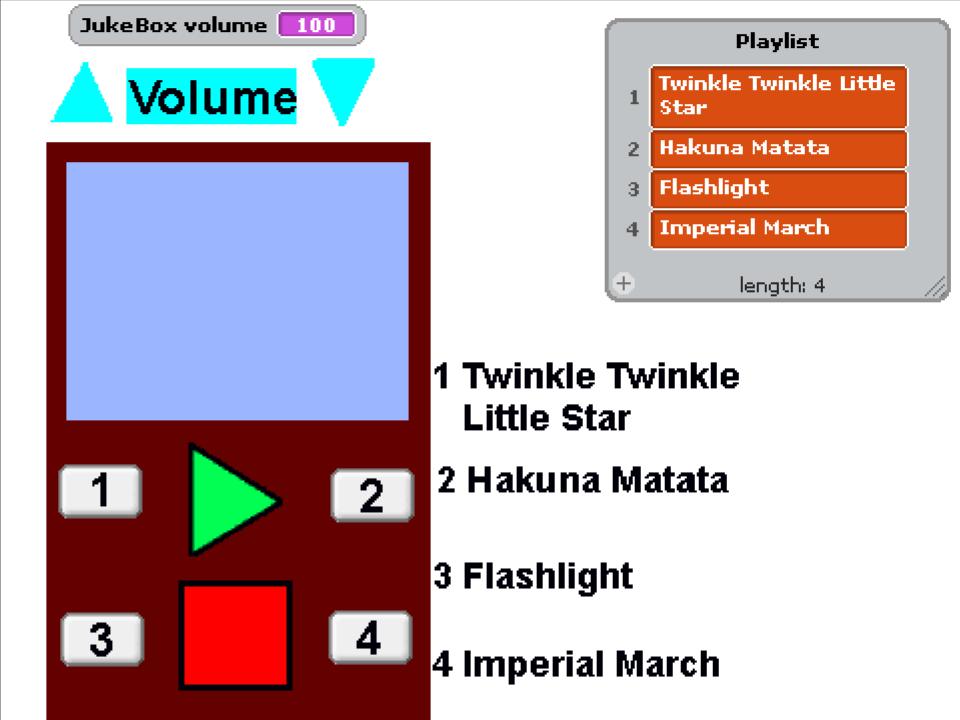 JukeBox volume 100
Volume
Playlist
1 Twinkle Twinkle Little
Star
2 Hakuna Matata
3 Flashlight
4 Imperial March
+ length: 4
1 Twinkle Twinkle
Little Star
1
2
2 Hakuna Matata
3 Flashlight
3
4
4 Imperial March